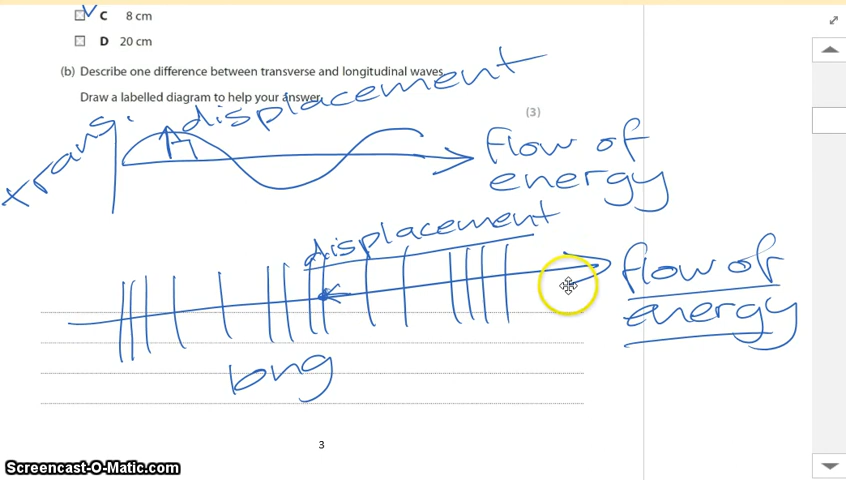 C 8 cm
D 20 cm
(b) Describe one difference between transverse and longitudinal waves.
Draw a labelled diagram to help your answer.
(3)
trans.
displacement
flow of
energy
displacement
flow of
energy
long
3
Screencast-O-Matic.com